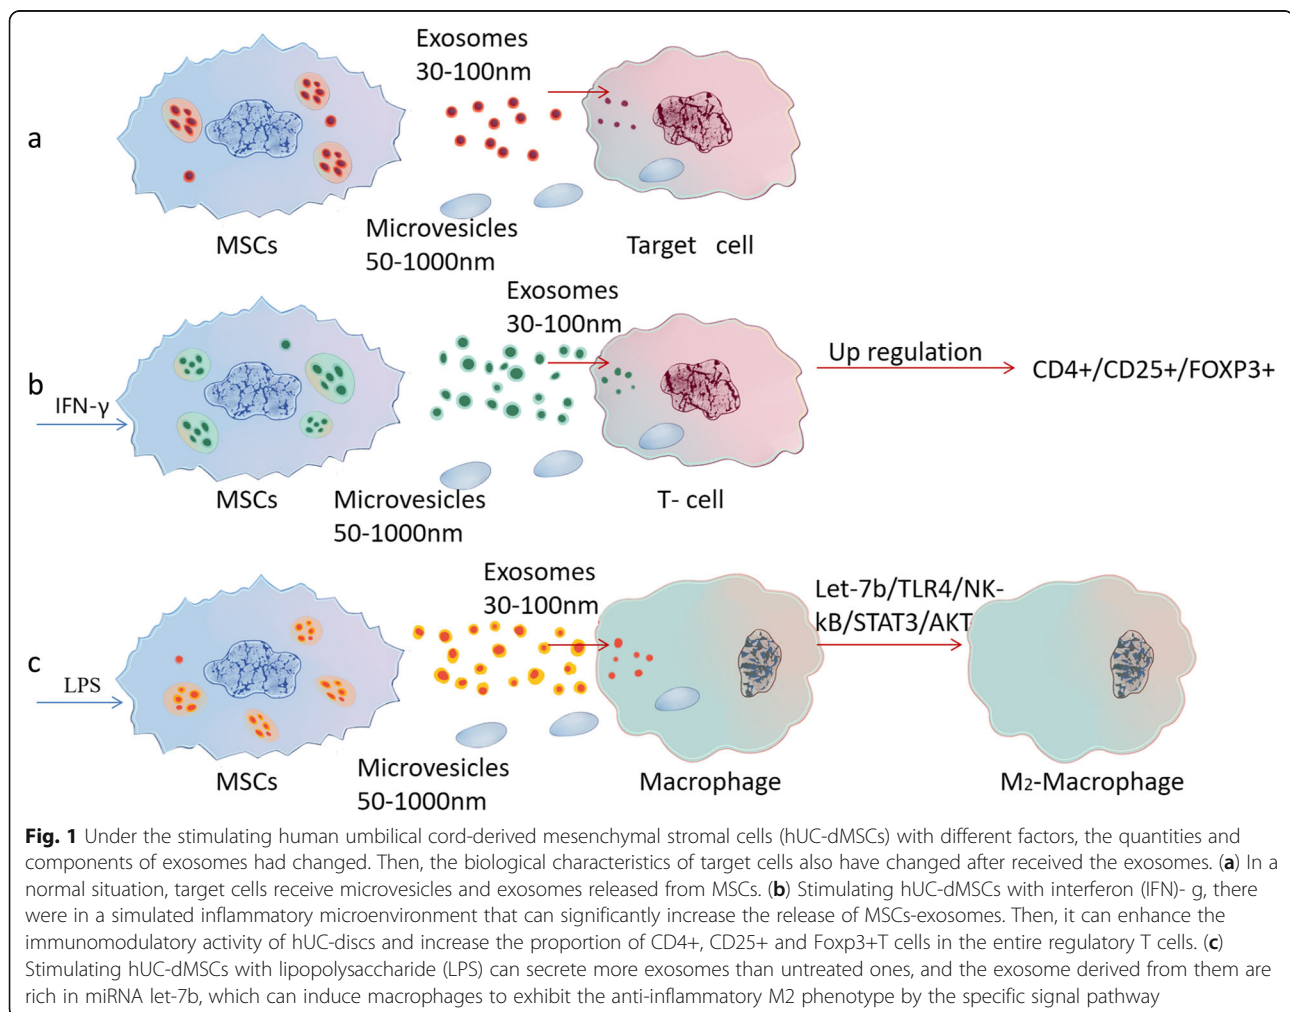 Exosomes
30-100nm
a
MSCs
Microvesicles
50-1000nm
Target cell
Exosomes
30-100nm
b
IFN-γ
Up regulation
CD4+/CD25+/FOXP3+
MSCs
Microvesicles
50-1000nm
T- cell
Exosomes
30-100nm
Let-7b/TLR4/NK-
kB/STAT3/AKT
c
LPS
MSCs
Microvesicles
50-1000nm
Macrophage
M2-Macrophage
Fig. 1 Under the stimulating human umbilical cord-derived mesenchymal stromal cells (hUC-dMSCs) with different factors, the quantities and
components of exosomes had changed. Then, the biological characteristics of target cells also have changed after received the exosomes. (a) In a
normal situation, target cells receive microvesicles and exosomes released from MSCs. (b) Stimulating hUC-dMSCs with interferon (IFN)- g, there
were in a simulated inflammatory microenvironment that can significantly increase the release of MSCs-exosomes. Then, it can enhance the
immunomodulatory activity of hUC-discs and increase the proportion of CD4+, CD25+ and Foxp3+T cells in the entire regulatory T cells. (c)
Stimulating hUC-dMSCs with lipopolysaccharide (LPS) can secrete more exosomes than untreated ones, and the exosome derived from them are
rich in miRNA let-7b, which can induce macrophages to exhibit the anti-inflammatory M2 phenotype by the specific signal pathway